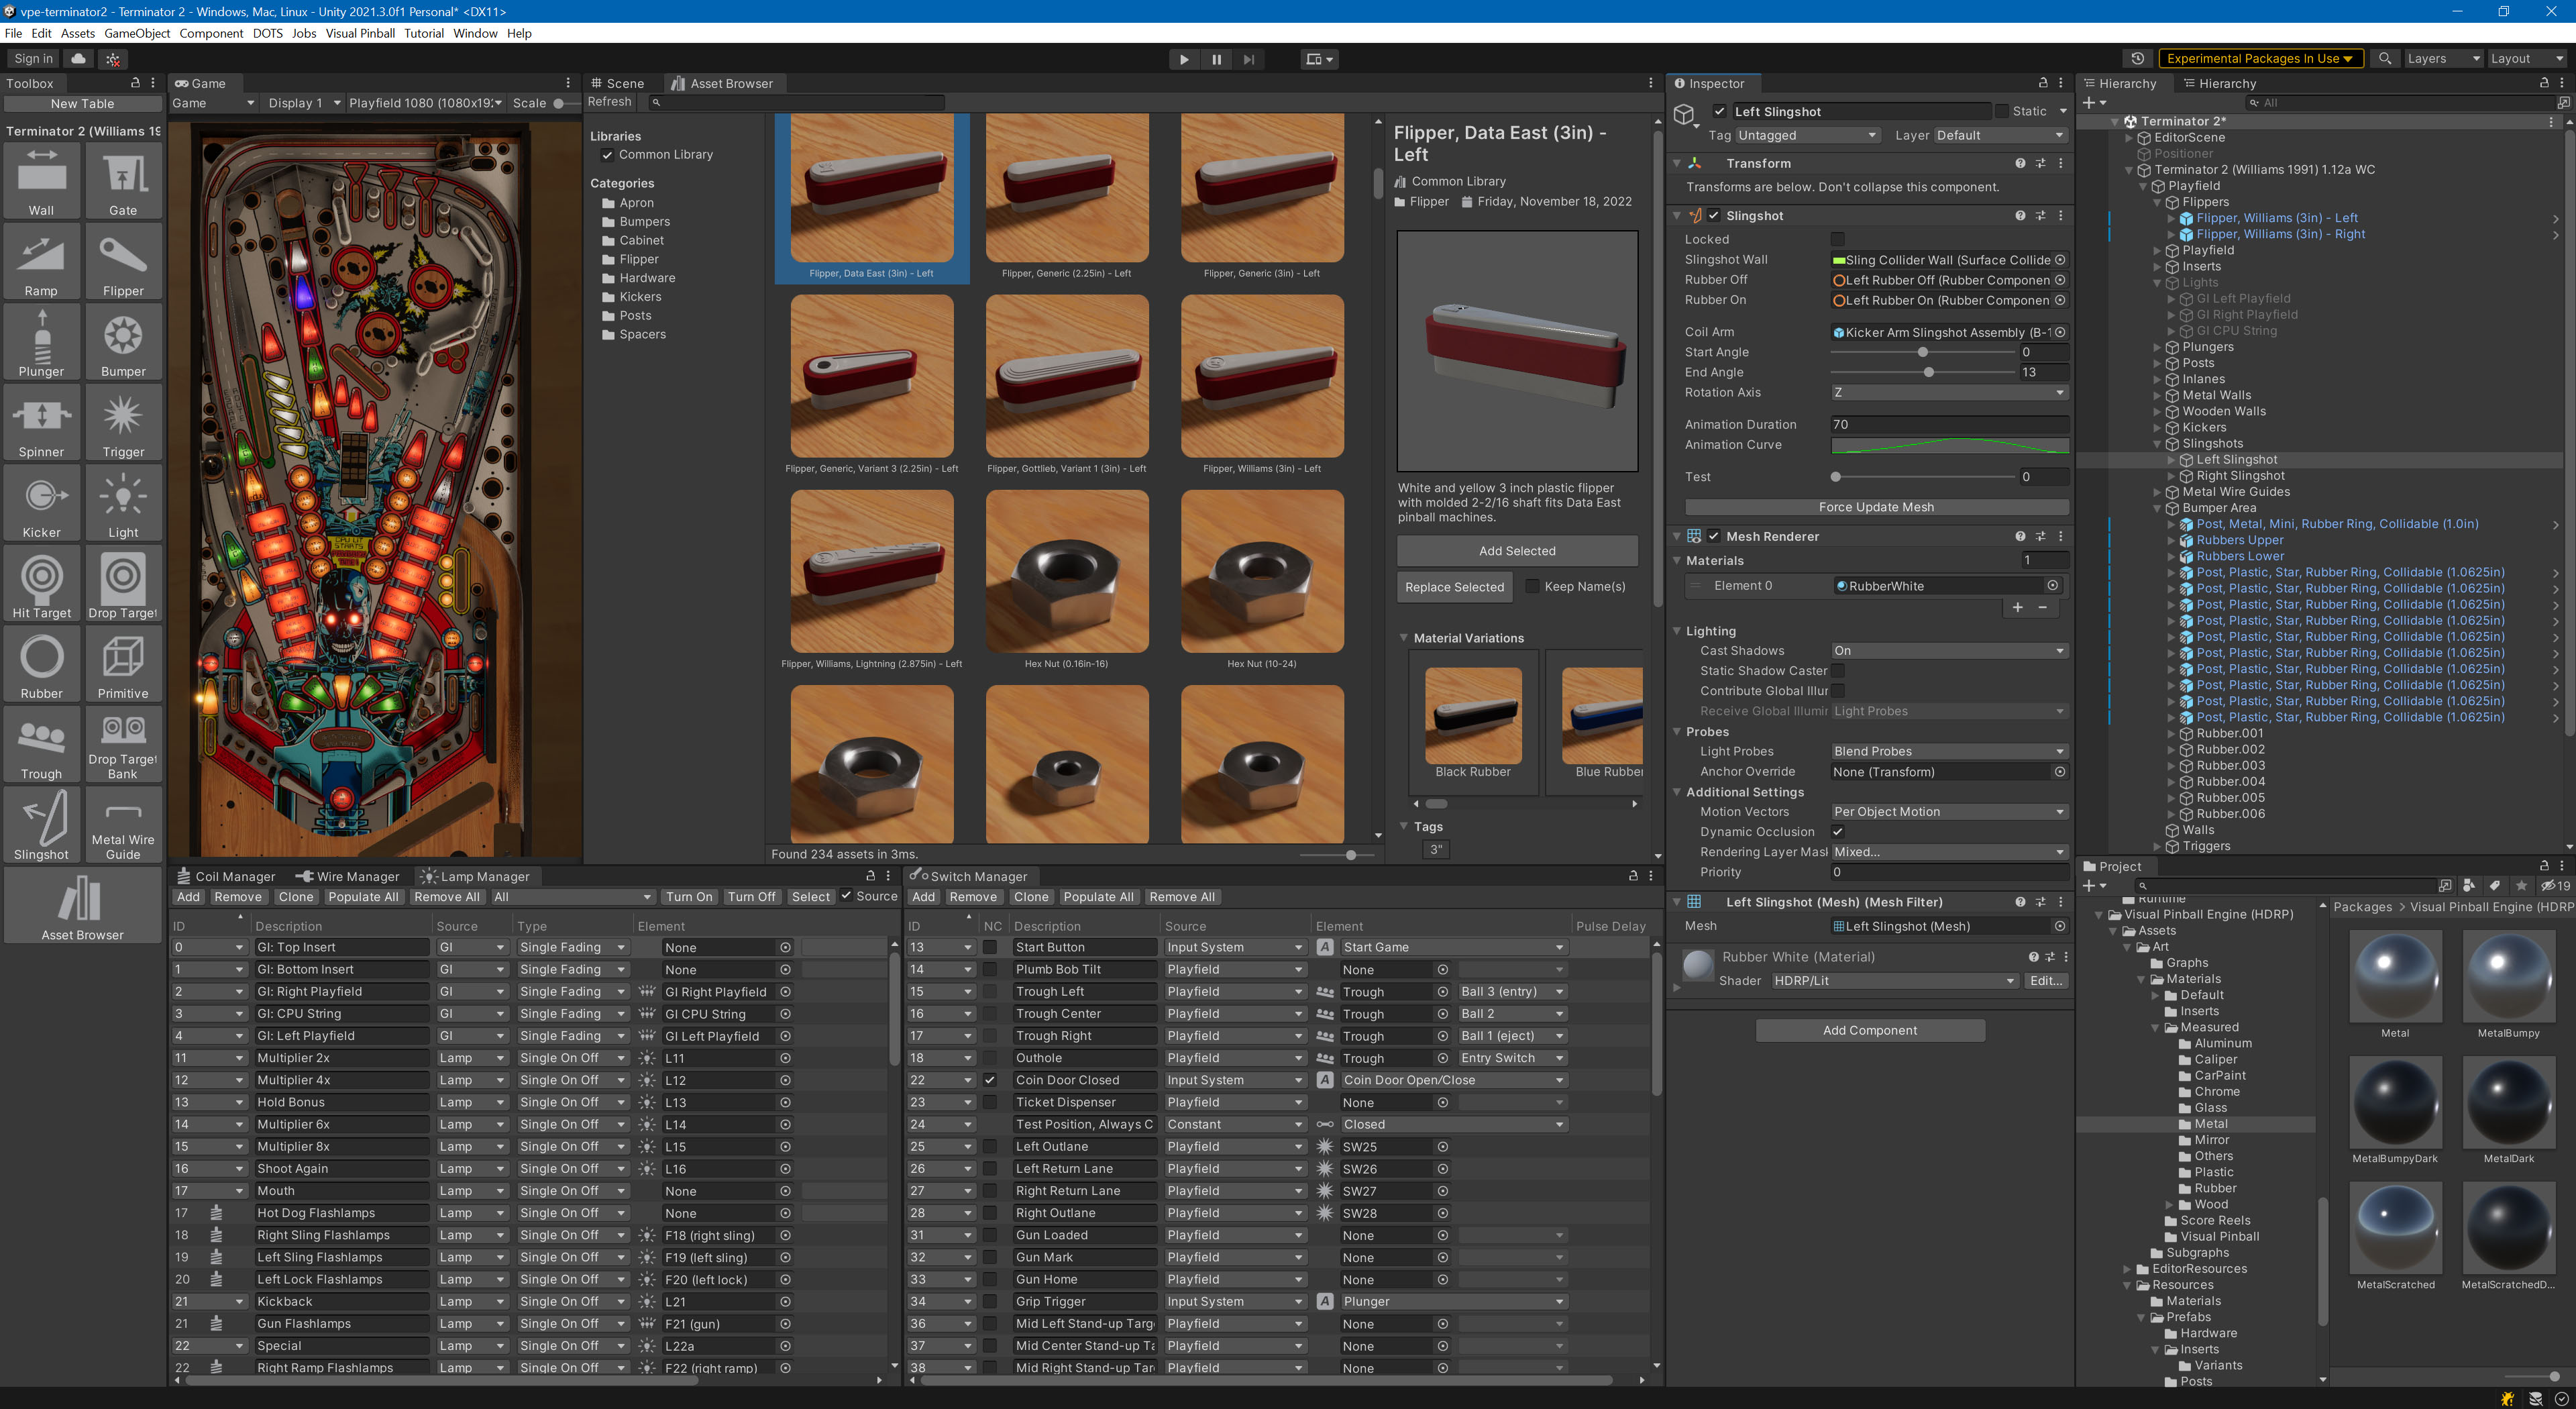 vpe-terminator2 - Terminator 2 - Windows, Mac, Linux - Unity 2021.3.0f1 Personal* <DX11>
File Edit Assets GameObject Component DOTS Jobs Visual Pinball Tutorial Window Help
Sign in
Experimental Packages In Use
Layers
Layout
Toolbox
New Table
Terminator 2 (Williams 19
Wall
Gate
Ramp
Flipper
Plunger
Bumper
Spinner
Trigger
Kicker
Light
Hit Target
Drop Target
Rubber
Primitive
Trough
Drop Target Bank
Slingshot
Metal Wire Guide
Asset Browser
Game
Game Display 1 Playfield 1080 (1080x19 Scale
Scene
Asset Browser
Refresh
Libraries
Common Library
Categories
Apron
Bumpers
Cabinet
Flipper
Hardware
Kickers
Posts
Spacers
Flipper, Data East (3in) - Left
Flipper, Generic (2.25in) - Left
Flipper, Generic (3in) - Left
Flipper, Generic, Variant 3 (2.25in) - Left
Flipper, Gottlieb, Variant 1 (3in) - Left
Flipper, Williams (3in) - Left
Flipper, Williams, Lightning (2.875in) - Left
Hex Nut (0.16in-16)
Hex Nut (10-24)
Found 234 assets in 3ms.
Flipper, Data East (3in) -
Left
Common Library
Flipper Friday, November 18, 2022
White and yellow 3 inch plastic flipper
with molded 2-2/16 shaft fits Data East
pinball machines.
Add Selected
Replace Selected
Keep Name(s)
Material Variations
Black Rubber
Blue Rubber
Tags
3"
Inspector
Left Slingshot
Static
Tag Untagged Layer Default
Transform
Transforms are below. Don't collapse this component.
Slingshot
Locked
Slingshot Wall Sling Collider Wall (Surface Collide
Rubber Off Left Rubber Off (Rubber Componen
Rubber On Left Rubber On (Rubber Componen
Coil Arm Kicker Arm Slingshot Assembly (B-1
Start Angle 0
End Angle 13
Rotation Axis Z
Animation Duration 70
Animation Curve
Test 0
Force Update Mesh
Mesh Renderer
Materials 1
Element 0 RubberWhite
Lighting
Cast Shadows On
Static Shadow Caster
Contribute Global Illur
Receive Global Illumir Light Probes
Probes
Light Probes Blend Probes
Anchor Override None (Transform)
Additional Settings
Motion Vectors Per Object Motion
Dynamic Occlusion
Rendering Layer Mask Mixed...
Priority 0
Left Slingshot (Mesh) (Mesh Filter)
Mesh Left Slingshot (Mesh)
Rubber White (Material)
Shader HDRP/Lit Edit...
Add Component
Hierarchy
Hierarchy
All
Terminator 2*
EditorScene
Positioner
Terminator 2 (Williams 1991) 1.12a WC
Playfield
Flippers
Flipper, Williams (3in) - Left
Flipper, Williams (3in) - Right
Playfield
Inserts
Lights
GI Left Playfield
GI Right Playfield
GI CPU String
Plungers
Posts
Inlanes
Metal Walls
Wooden Walls
Kickers
Slingshots
Left Slingshot
Right Slingshot
Metal Wire Guides
Bumper Area
Post, Metal, Mini, Rubber Ring, Collidable (1.0in)
Rubbers Upper
Rubbers Lower
Post, Plastic, Star, Rubber Ring, Collidable (1.0625in)
Post, Plastic, Star, Rubber Ring, Collidable (1.0625in)
Post, Plastic, Star, Rubber Ring, Collidable (1.0625in)
Post, Plastic, Star, Rubber Ring, Collidable (1.0625in)
Post, Plastic, Star, Rubber Ring, Collidable (1.0625in)
Post, Plastic, Star, Rubber Ring, Collidable (1.0625in)
Post, Plastic, Star, Rubber Ring, Collidable (1.0625in)
Post, Plastic, Star, Rubber Ring, Collidable (1.0625in)
Post, Plastic, Star, Rubber Ring, Collidable (1.0625in)
Post, Plastic, Star, Rubber Ring, Collidable (1.0625in)
Rubber.001
Rubber.002
Rubber.003
Rubber.004
Rubber.005
Rubber.006
Walls
Triggers
Coil Manager
Wire Manager
Lamp Manager
Add Remove Clone Populate All Remove All All Turn On Turn Off Select Source
ID Description Source Type Element
0 GI: Top Insert GI Single Fading None
1 GI: Bottom Insert GI Single Fading None
2 GI: Right Playfield GI Single Fading GI Right Playfield
3 GI: CPU String GI Single Fading GI CPU String
4 GI: Left Playfield GI Single Fading GI Left Playfield
11 Multiplier 2x Lamp Single On Off L11
12 Multiplier 4x Lamp Single On Off L12
13 Hold Bonus Lamp Single On Off L13
14 Multiplier 6x Lamp Single On Off L14
15 Multiplier 8x Lamp Single On Off L15
16 Shoot Again Lamp Single On Off L16
17 Mouth Lamp Single On Off None
17 Hot Dog Flashlamps Lamp Single On Off None
18 Right Sling Flashlamps Lamp Single On Off F18 (right sling)
19 Left Sling Flashlamps Lamp Single On Off F19 (left sling)
20 Left Lock Flashlamps Lamp Single On Off F20 (left lock)
21 Kickback Lamp Single On Off L21
21 Gun Flashlamps Lamp Single On Off F21 (gun)
22 Special Lamp Single On Off L22a
22 Right Ramp Flashlamps Lamp Single On Off F22 (right ramp)
Switch Manager
Add Remove Clone Populate All Remove All
ID NC Description Source Element Pulse Delay
13 Start Button Input System Start Game
14 Plumb Bob Tilt Playfield None
15 Trough Left Playfield Trough Ball 3 (entry)
16 Trough Center Playfield Trough Ball 2
17 Trough Right Playfield Trough Ball 1 (eject)
18 Outhole Playfield Trough Entry Switch
22 Coin Door Closed Input System Coin Door Open/Close
23 Ticket Dispenser Playfield None
24 Test Position, Always C Constant Closed
25 Left Outlane Playfield SW25
26 Left Return Lane Playfield SW26
27 Right Return Lane Playfield SW27
28 Right Outlane Playfield SW28
31 Gun Loaded Playfield None
32 Gun Mark Playfield None
33 Gun Home Playfield None
34 Grip Trigger Input System Plunger
36 Mid Left Stand-up Targ Playfield None
37 Mid Center Stand-up Ta Playfield None
38 Mid Right Stand-up Tar Playfield None
Project
19
Runtime
Visual Pinball Engine (HDRP)
Assets
Art
Graphs
Materials
Default
Inserts
Measured
Aluminum
Caliper
CarPaint
Chrome
Glass
Metal
Mirror
Others
Plastic
Rubber
Wood
Score Reels
Visual Pinball
Subgraphs
EditorResources
Resources
Materials
Prefabs
Hardware
Inserts
Variants
Posts
Packages > Visual Pinball Engine (HDRP
Metal
MetalBumpy
MetalBumpyDark
MetalDark
MetalScratched
MetalScratchedD...